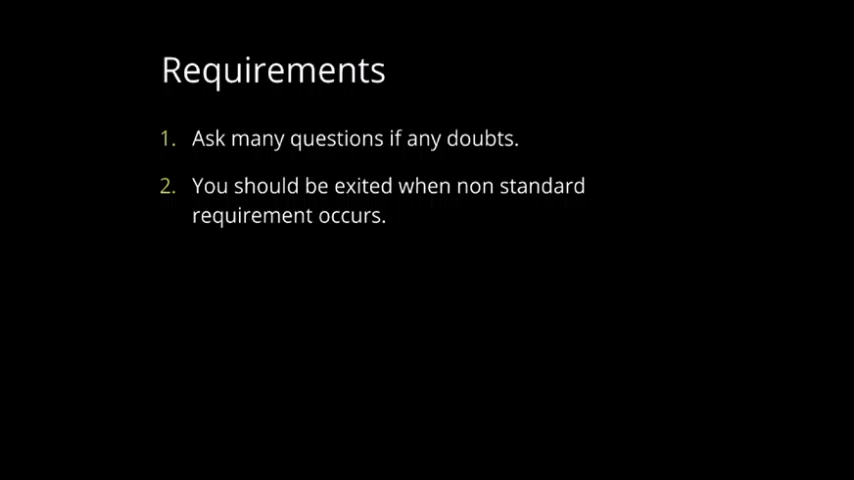 Requirements
1. Ask many questions if any doubts.
2. You should be exited when non standard
requirement occurs.